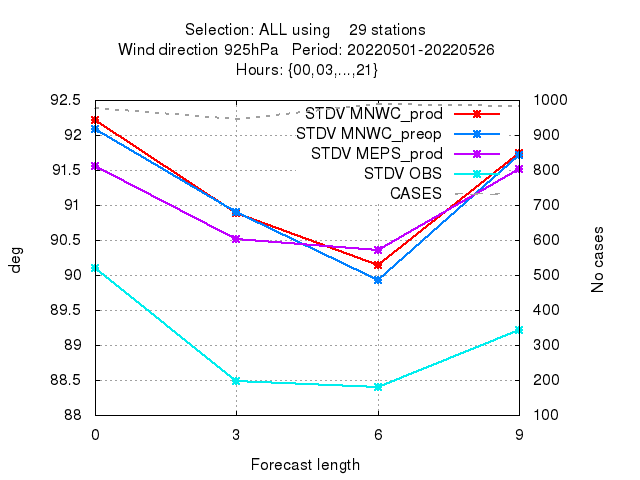 Selection: ALL using    29 stations
Wind direction 925hPa   Period: 20220501-20220526
Hours: {00,03,...,21}
92.5
92
91.5
91
90.5
90
89.5
89
88.5
88
1000
900
800
700
600
500
400
300
200
100
STDV MNWC_prod
STDV MNWC_preop
STDV MEPS_prod
STDV OBS
CASES
deg
No cases
0 3 6 9
Forecast length